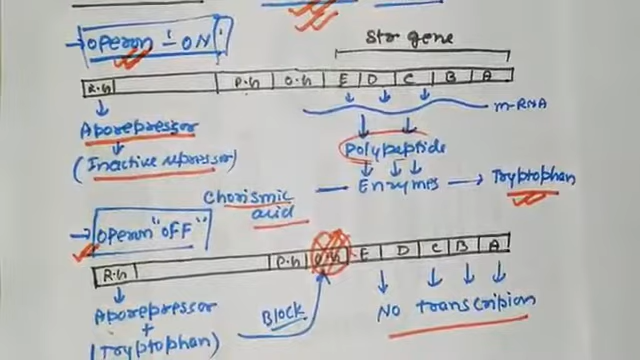 operon - ON
Str gene
R.g P.g O.g E D C B A
m-RNA
Aporepressor
(Inactive repressor)
Polypeptide
Chorismic acid
Enzymes
Tryptophan
operon "OFF"
R.g P.g O.g E D C B A
Aporepressor
+
(Tryptophan)
Block
No transcription